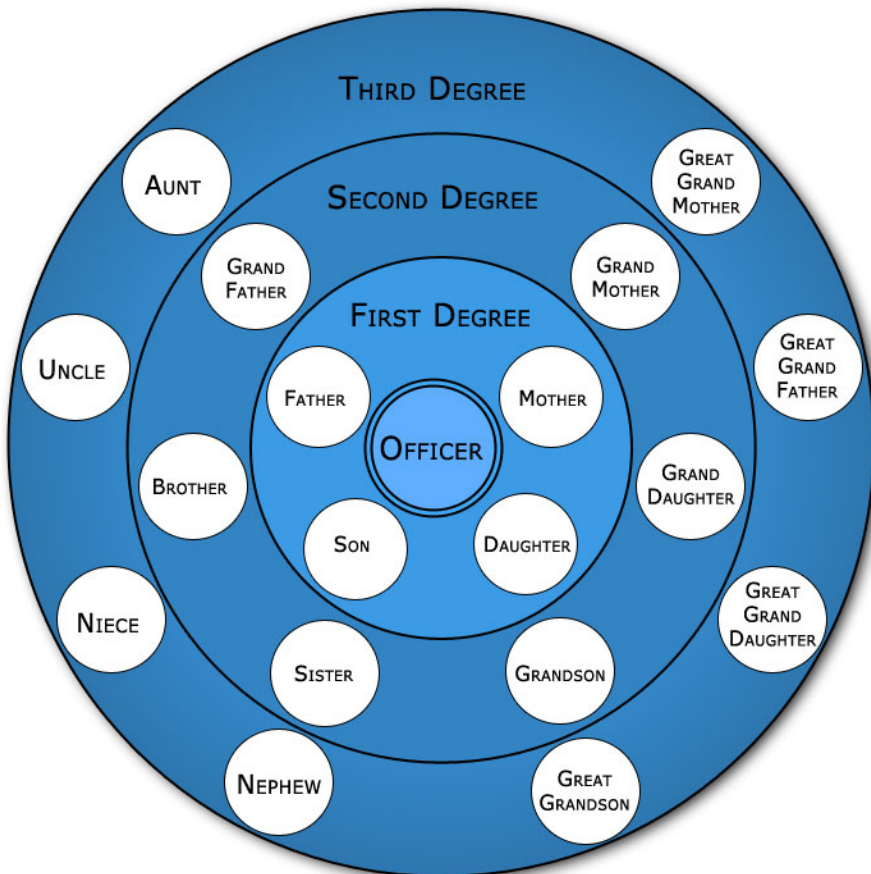 THIRD DEGREE
AUNT
GREAT
GRAND
MOTHER
SECOND DEGREE
GRAND
FATHER
GRAND
MOTHER
FIRST DEGREE
UNCLE
GREAT
GRAND
FATHER
FATHER
MOTHER
OFFICER
BROTHER
GRAND
DAUGHTER
SON
DAUGHTER
NIECE
GREAT
GRAND
DAUGHTER
SISTER
GRANDSON
NEPHEW
GREAT
GRANDSON